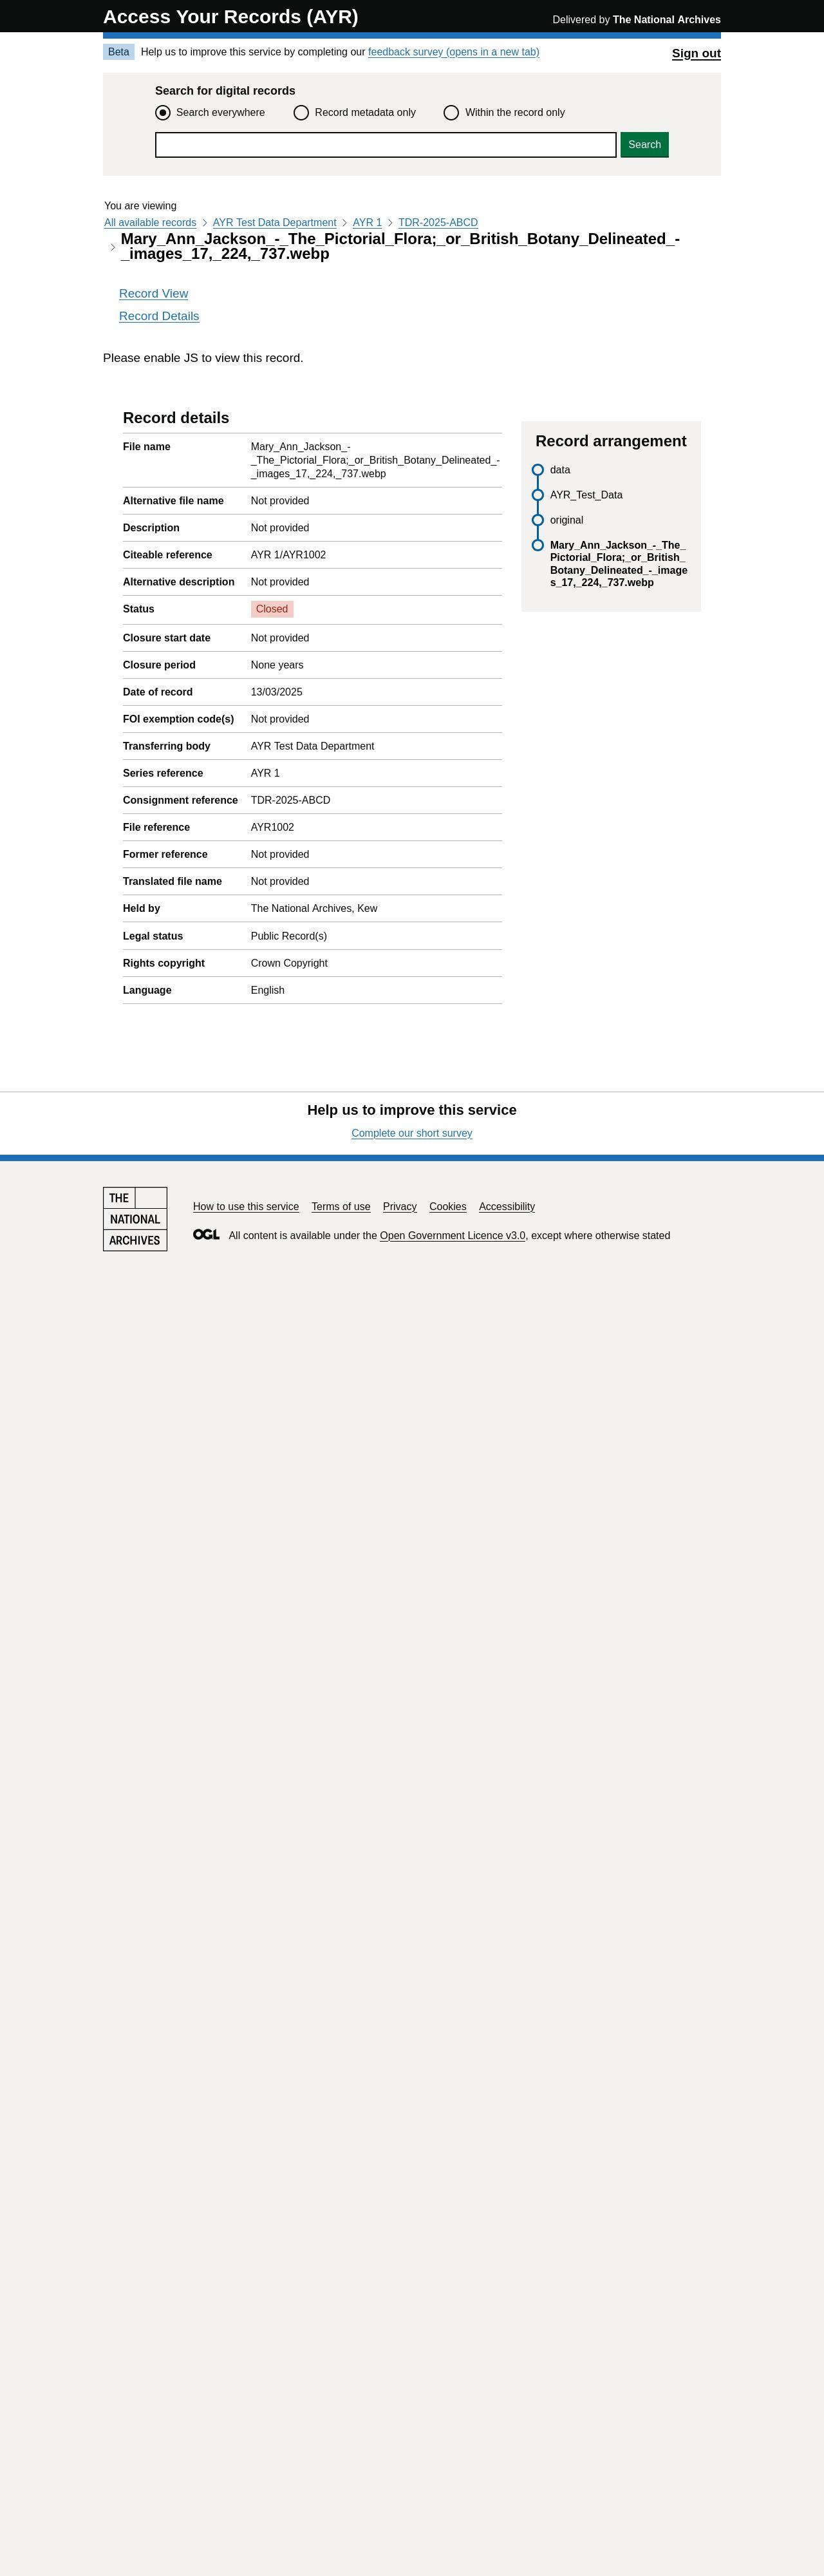 Access Your Records (AYR)
Delivered by The National Archives
Beta Help us to improve this service by completing our feedback survey (opens in a new tab)
Sign out
Search for digital records
Search everywhere
Record metadata only
Within the record only
Search
You are viewing
All available records
AYR Test Data Department
AYR 1
TDR-2025-ABCD
Mary_Ann_Jackson_-_The_Pictorial_Flora;_or_British_Botany_Delineated_-
_images_17,_224,_737.webp
Record View
Record Details
Please enable JS to view this record.
Record details
File name
Mary_Ann_Jackson_-
_The_Pictorial_Flora;_or_British_Botany_Delineated_-
_images_17,_224,_737.webp
Alternative file name Not provided
Description Not provided
Citeable reference AYR 1/AYR1002
Alternative description Not provided
Status Closed
Closure start date Not provided
Closure period None years
Date of record 13/03/2025
FOI exemption code(s) Not provided
Transferring body AYR Test Data Department
Series reference AYR 1
Consignment reference TDR-2025-ABCD
File reference AYR1002
Former reference Not provided
Translated file name Not provided
Held by The National Archives, Kew
Legal status Public Record(s)
Rights copyright Crown Copyright
Language English
Record arrangement
data
AYR_Test_Data
original
Mary_Ann_Jackson_-_The_
Pictorial_Flora;_or_British_
Botany_Delineated_-_image
s_17,_224,_737.webp
Help us to improve this service
Complete our short survey
THE
NATIONAL
ARCHIVES
How to use this service
Terms of use
Privacy
Cookies
Accessibility
OGL All content is available under the Open Government Licence v3.0, except where otherwise stated